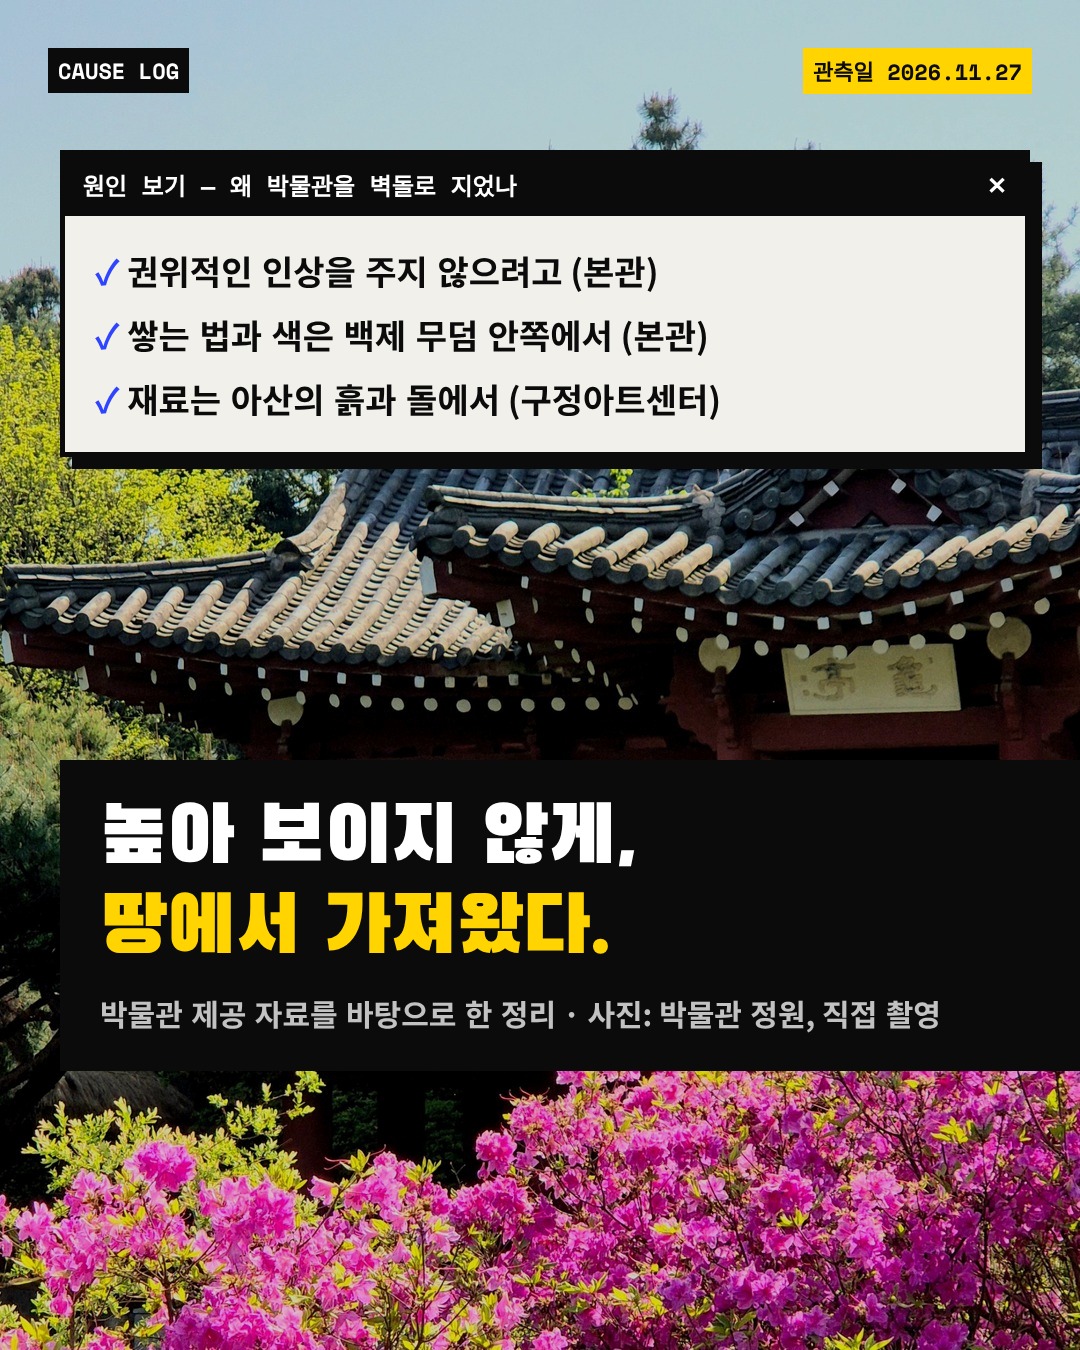 CAUSE LOG
관측일 2026.11.27
원인 보기 — 왜 박물관을 벽돌로 지었나 ✕
✓ 권위적인 인상을 주지 않으려고 (본관)
✓ 쌓는 법과 색은 백제 무덤 안쪽에서 (본관)
✓ 재료는 아산의 흙과 돌에서 (구정아트센터)
높아 보이지 않게,
땅에서 가져왔다.
박물관 제공 자료를 바탕으로 한 정리 · 사진: 박물관 정원, 직접 촬영